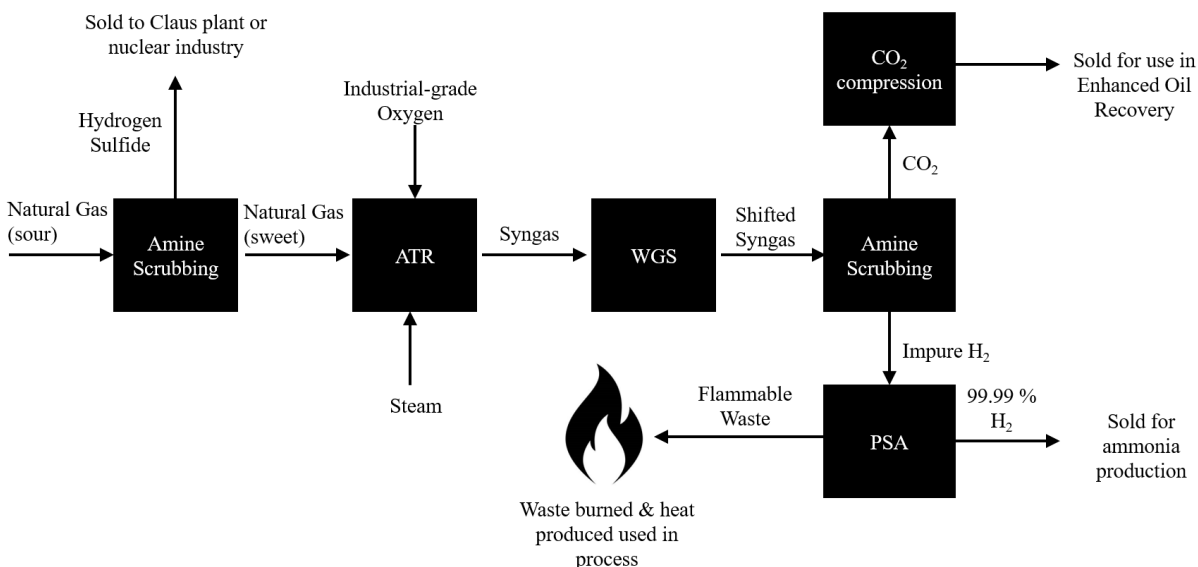 Sold to Claus plant or
nuclear industry
Hydrogen
Sulfide
Industrial-grade
Oxygen
CO₂
compression
Sold for use in
Enhanced Oil
Recovery
CO₂
Natural Gas
(sour)
Amine
Scrubbing
Natural Gas
(sweet)
ATR
Syngas
WGS
Shifted
Syngas
Amine
Scrubbing
Steam
Impure H₂
Flammable
Waste
PSA
99.99 %
H₂
Sold for
ammonia
production
Waste burned & heat
produced used in
process